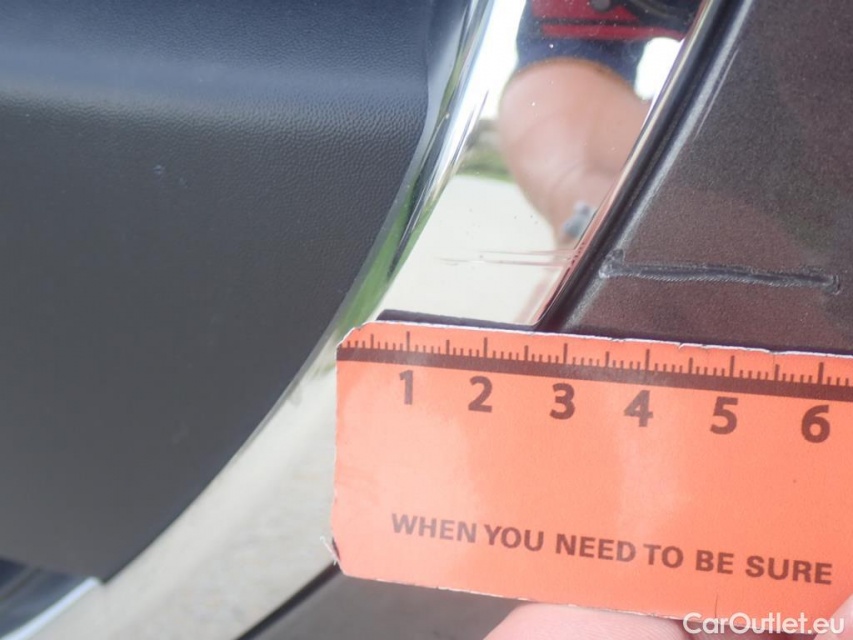 1 2 3 4 5 6
WHEN YOU NEED TO BE SURE
CarOutlet.eu